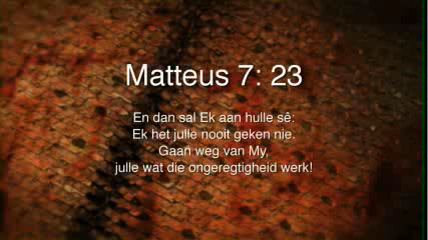 Matteus 7: 23
En dan sal Ek aan hulle sê:
Ek het julle nooit geken nie.
Gaan weg van My,
julle wat die ongeregtigheid werk!